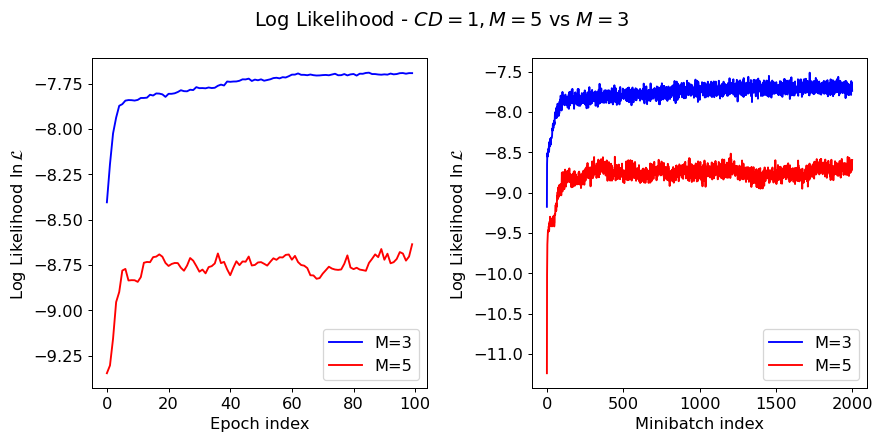 Log Likelihood - CD = 1, M = 5 vs M = 3
Log Likelihood ln ℒ
−7.75
−8.00
−8.25
−8.50
−8.75
−9.00
−9.25
M=3
M=5
0 20 40 60 80 100
Epoch index
Log Likelihood ln ℒ
−7.5
−8.0
−8.5
−9.0
−9.5
−10.0
−10.5
−11.0
M=3
M=5
0 500 1000 1500 2000
Minibatch index